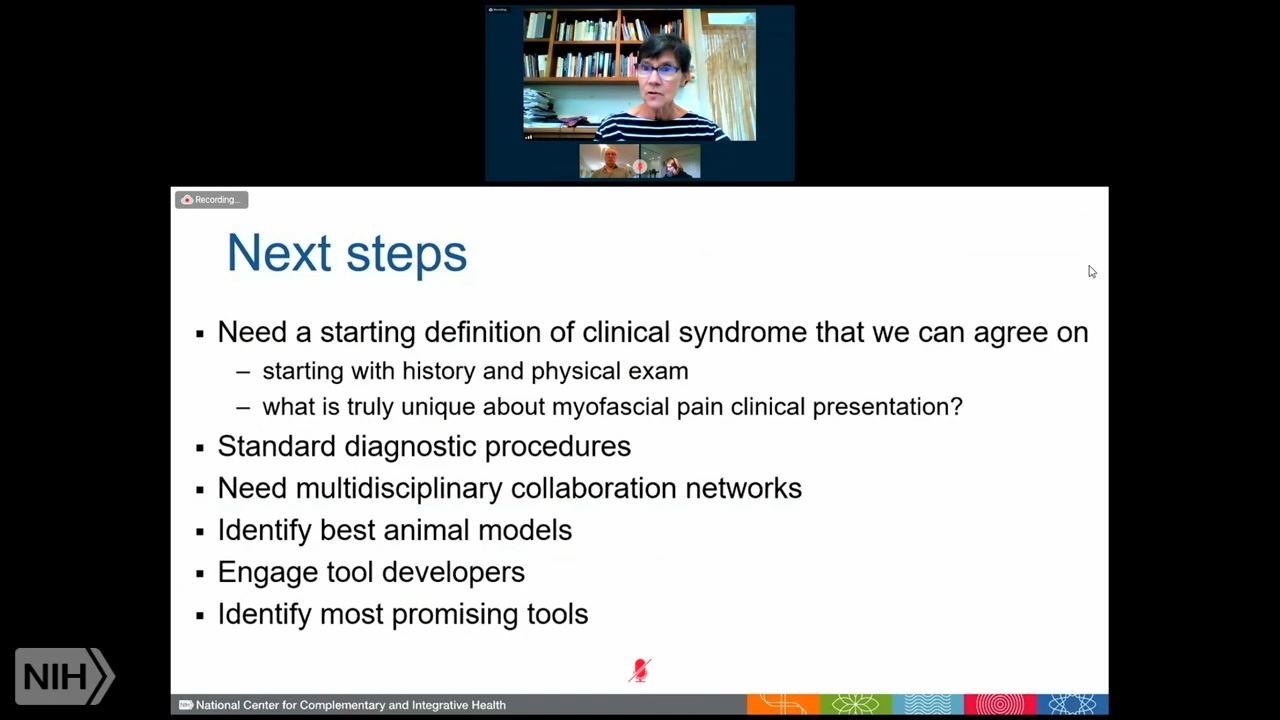 Recording...
Next steps
▪ Need a starting definition of clinical syndrome that we can agree on
– starting with history and physical exam
– what is truly unique about myofascial pain clinical presentation?
▪ Standard diagnostic procedures
▪ Need multidisciplinary collaboration networks
▪ Identify best animal models
▪ Engage tool developers
▪ Identify most promising tools
NIH
NIH National Center for Complementary and Integrative Health